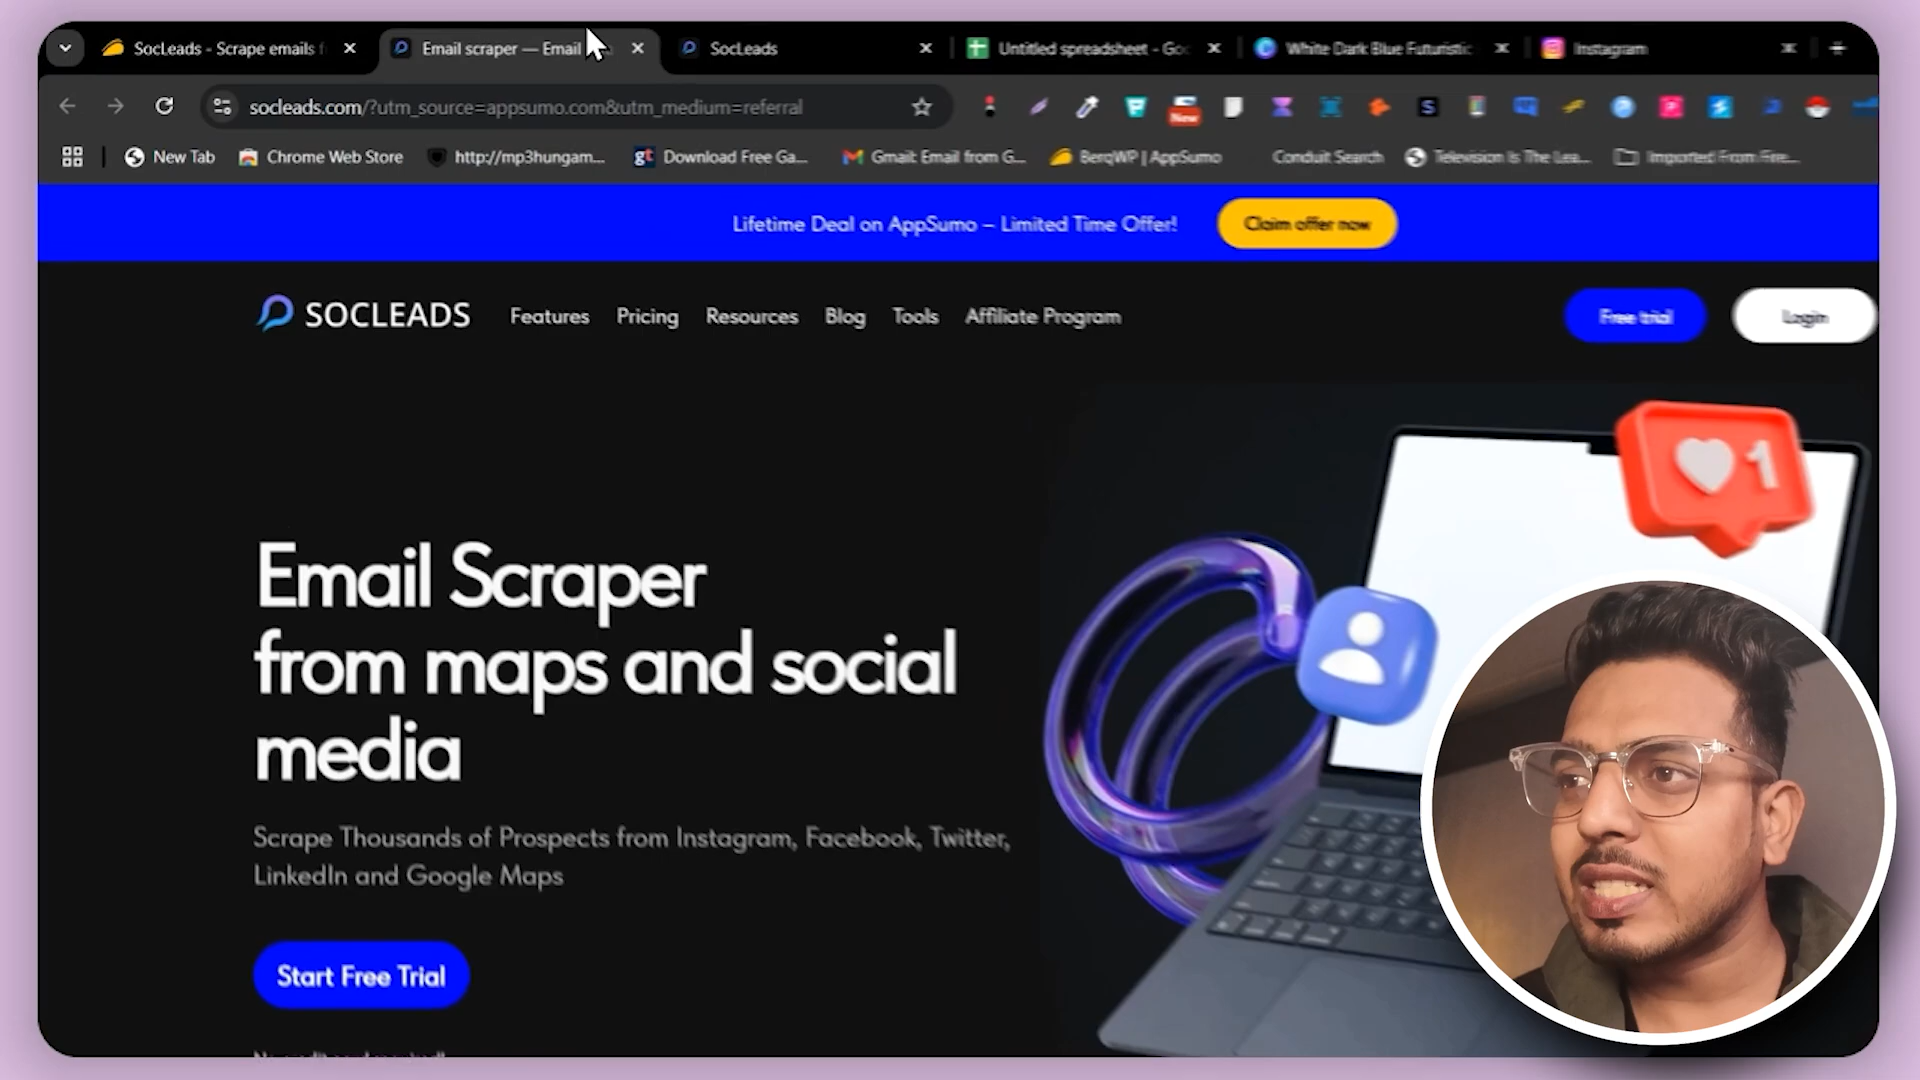 SocLeads - Scrape emails f
Email scraper — Email
SocLeads
Untitled spreadsheet - Goo
White Dark Blue Futuristic
Instagram
socleads.com/?utm_source=appsumo.com&utm_medium=referral
New
S
New Tab
Chrome Web Store
http://mp3hungam...
gt
Download Free Ga...
Gmail: Email from G...
BerqWP | AppSumo
Conduit Search
Television Is The Lea...
Imported From Fire...
Lifetime Deal on AppSumo – Limited Time Offer!
Claim offer now
SOCLEADS
Features
Pricing
Resources
Blog
Tools
Affiliate Program
Free trial
Login
1
Email Scraper
from maps and social
media
Scrape Thousands of Prospects from Instagram, Facebook, Twitter,
LinkedIn and Google Maps
Start Free Trial